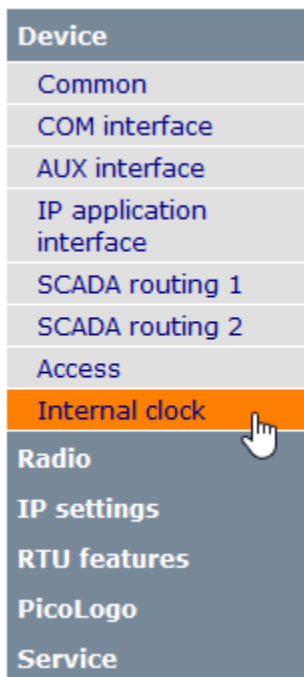 Device
Common
COM interface
AUX interface
IP application
interface
SCADA routing 1
SCADA routing 2
Access
Internal clock
Radio
IP settings
RTU features
PicoLogo
Service